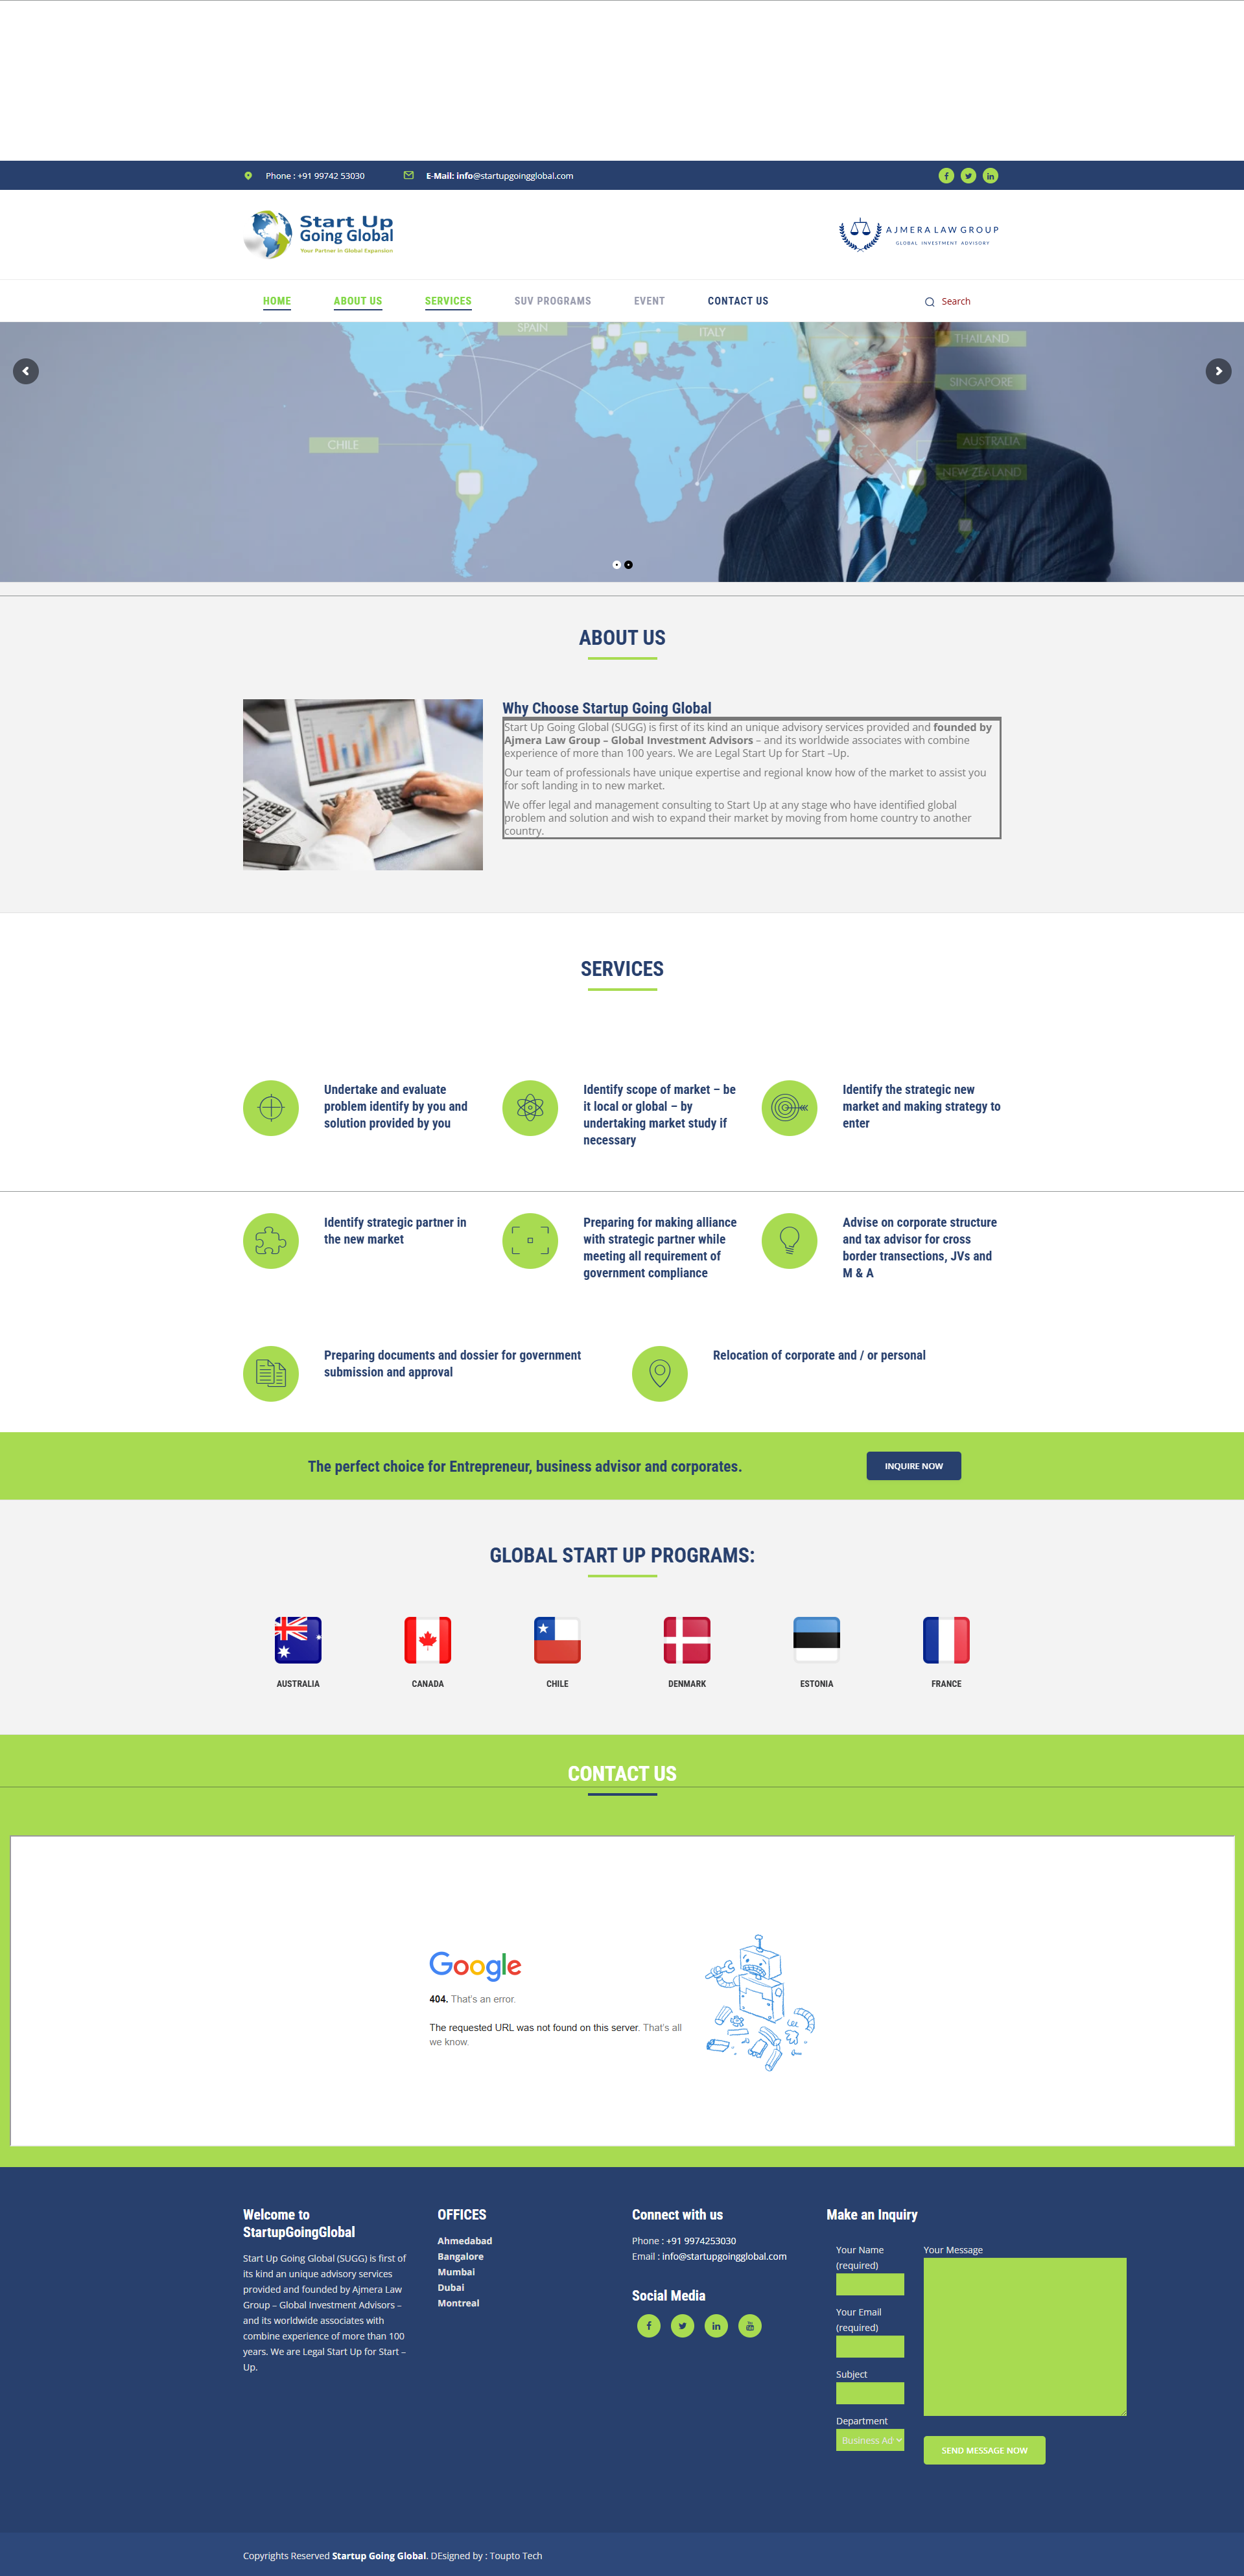 Phone : +91 99742 53030
E-Mail: info@startupgoingglobal.com
Start Up
Going Global
Your Partner in Global Expansion
AJMERA LAW GROUP
GLOBAL INVESTMENT ADVISORY
HOME
ABOUT US
SERVICES
SUV PROGRAMS
EVENT
CONTACT US
Search
SPAIN
ITALY
THAILAND
SINGAPORE
CHILE
AUSTRALIA
NEW ZEALAND
ABOUT US
Why Choose Startup Going Global
Start Up Going Global (SUGG) is first of its kind an unique advisory services provided and founded by
Ajmera Law Group – Global Investment Advisors – and its worldwide associates with combine
experience of more than 100 years. We are Legal Start Up for Start –Up.
Our team of professionals have unique expertise and regional know how of the market to assist you
for soft landing in to new market.
We offer legal and management consulting to Start Up at any stage who have identified global
problem and solution and wish to expand their market by moving from home country to another
country.
SERVICES
Undertake and evaluate
problem identify by you and
solution provided by you
Identify scope of market – be
it local or global – by
undertaking market study if
necessary
Identify the strategic new
market and making strategy to
enter
Identify strategic partner in
the new market
Preparing for making alliance
with strategic partner while
meeting all requirement of
government compliance
Advise on corporate structure
and tax advisor for cross
border transections, JVs and
M & A
Preparing documents and dossier for government
submission and approval
Relocation of corporate and / or personal
The perfect choice for Entrepreneur, business advisor and corporates.
INQUIRE NOW
GLOBAL START UP PROGRAMS:
AUSTRALIA
CANADA
CHILE
DENMARK
ESTONIA
FRANCE
CONTACT US
Google
404. That's an error.
The requested URL was not found on this server. That's all
we know.
Welcome to
StartupGoingGlobal
Start Up Going Global (SUGG) is first of
its kind an unique advisory services
provided and founded by Ajmera Law
Group – Global Investment Advisors –
and its worldwide associates with
combine experience of more than 100
years. We are Legal Start Up for Start –
Up.
OFFICES
Ahmedabad
Bangalore
Mumbai
Dubai
Montreal
Connect with us
Phone : +91 9974253030
Email : info@startupgoingglobal.com
Social Media
Make an Inquiry
Your Name
(required)
Your Email
(required)
Subject
Department
Business Ad
Your Message
SEND MESSAGE NOW
Copyrights Reserved Startup Going Global. DEsigned by : Toupto Tech